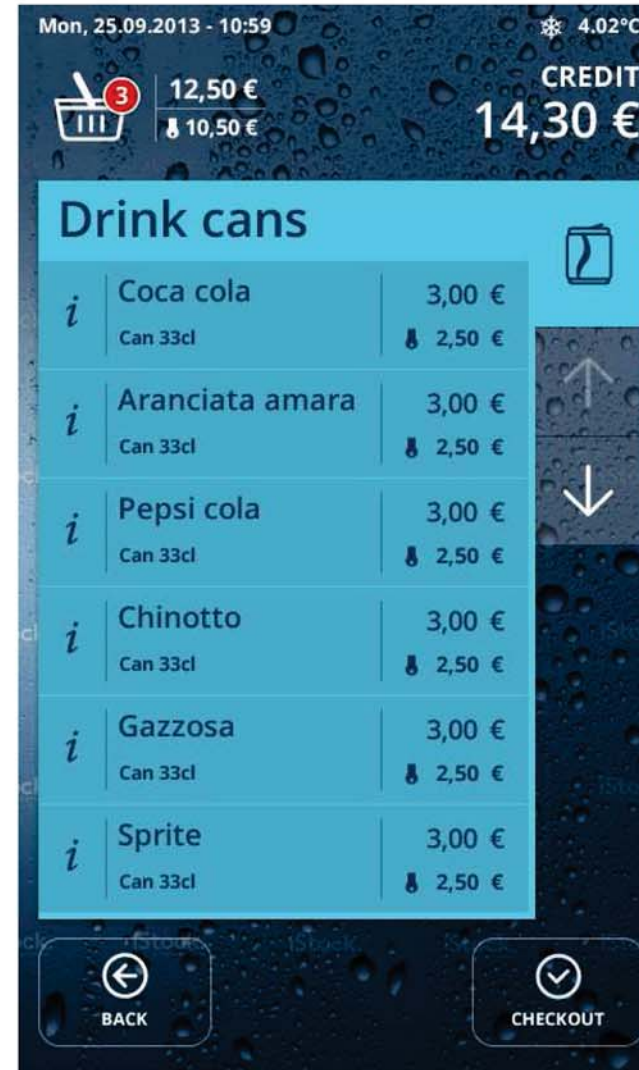 Mon, 25.09.2013 - 10:59
4.02°C
3
12,50 €
10,50 €
CREDIT
14,30 €
Drink cans
i
Coca cola
3,00 €
Can 33cl
2,50 €
i
Aranciata amara
3,00 €
Can 33cl
2,50 €
i
Pepsi cola
3,00 €
Can 33cl
2,50 €
i
Chinotto
3,00 €
Can 33cl
2,50 €
i
Gazzosa
3,00 €
Can 33cl
2,50 €
i
Sprite
3,00 €
Can 33cl
2,50 €
iStock
iStock
BACK
CHECKOUT